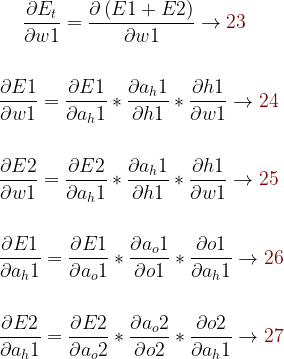 ∂E_t/∂w1 = ∂(E1 + E2)/∂w1 → 23
∂E1/∂w1 = ∂E1/∂a_h1 * ∂a_h1/∂h1 * ∂h1/∂w1 → 24
∂E2/∂w1 = ∂E2/∂a_h1 * ∂a_h1/∂h1 * ∂h1/∂w1 → 25
∂E1/∂a_h1 = ∂E1/∂a_o1 * ∂a_o1/∂o1 * ∂o1/∂a_h1 → 26
∂E2/∂a_h1 = ∂E2/∂a_o2 * ∂a_o2/∂o2 * ∂o2/∂a_h1 → 27